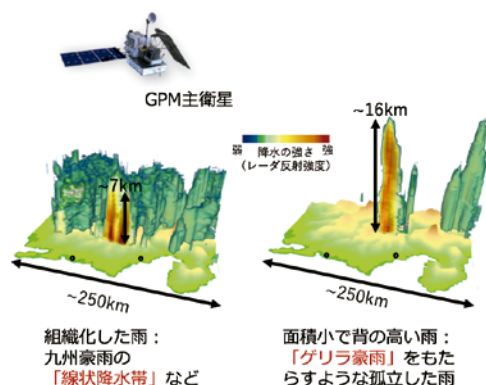 GPM主衛星
~16km
弱 降水の強さ 強
(レーダ反射強度)
~7km
~250km
~250km
組織化した雨：
九州豪雨の
「線状降水帯」など
面積小で背の高い雨：
「ゲリラ豪雨」をもた
らすような孤立した雨